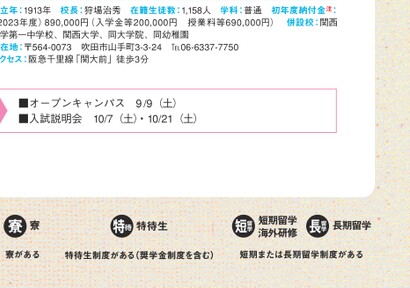 立年：1913年　校長：狩場治秀　在籍生徒数：1,158人　学科：普通　初年度納付金注：
2023年度）890,000円（入学金等200,000円　授業料等690,000円）　併設校：関西
学第一中学校、関西大学、同大学院、同幼稚園
在地：〒564-0073　吹田市山手町3-3-24　℡06-6337-7750
クセス：阪急千里線「関大前」徒歩3分
■オープンキャンパス　9/9（土）
■入試説明会　10/7（土）・10/21（土）
寮 寮
特待 特待生
短留学 短期留学
海外研修
長留学 長期留学
寮がある
特待生制度がある（奨学金制度を含む）
短期または長期留学制度がある